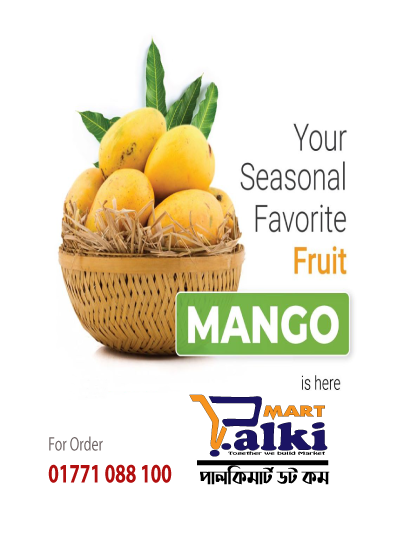 Your
Seasonal
Favorite
Fruit
MANGO
is here
MART
Palki
Together we build Market
পালকিমার্ট ডট কম
For Order
01771 088 100